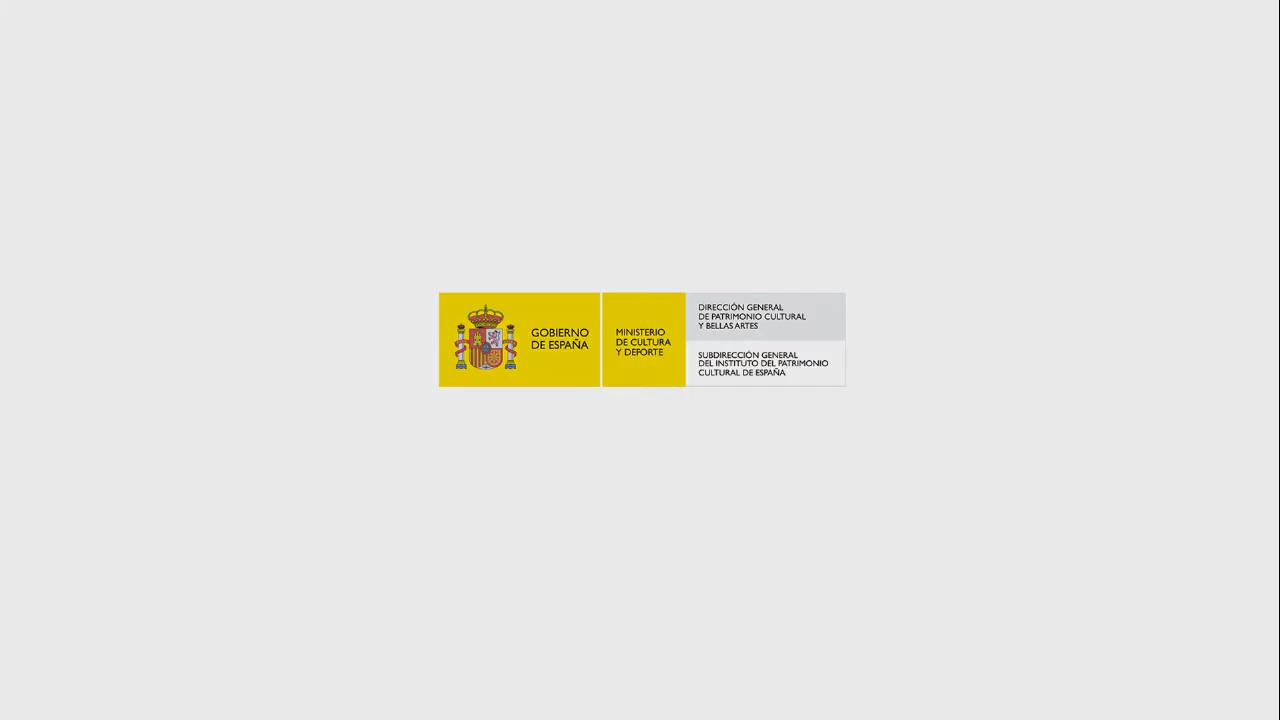 GOBIERNO
DE ESPAÑA
MINISTERIO
DE CULTURA
Y DEPORTE
DIRECCIÓN GENERAL
DE PATRIMONIO CULTURAL
Y BELLAS ARTES
SUBDIRECCIÓN GENERAL
DEL INSTITUTO DEL PATRIMONIO
CULTURAL DE ESPAÑA